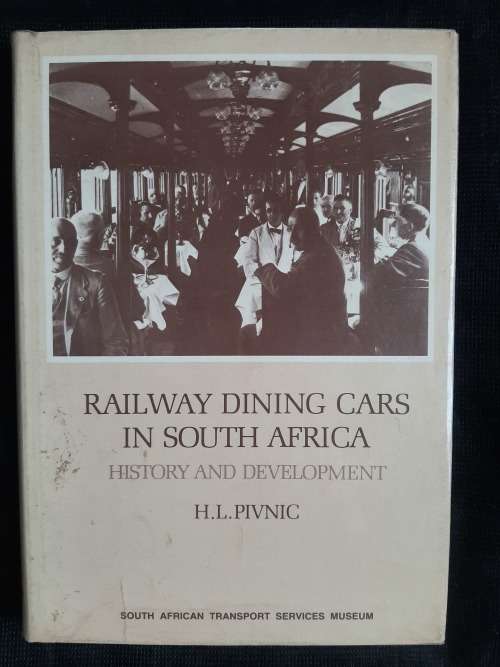 RAILWAY DINING CARS
IN SOUTH AFRICA
HISTORY AND DEVELOPMENT
H.L.PIVNIC
SOUTH AFRICAN TRANSPORT SERVICES MUSEUM